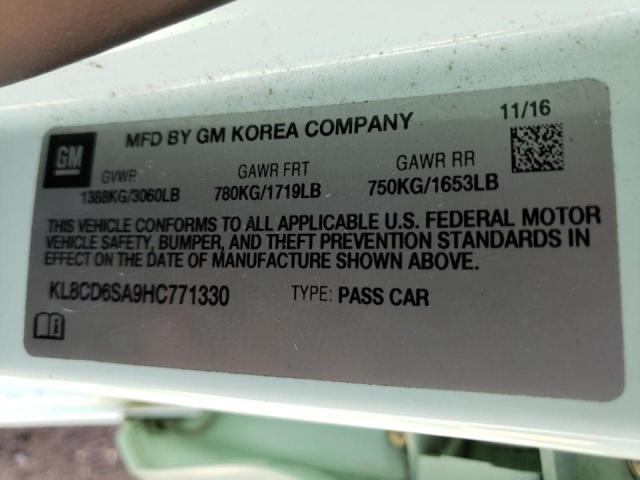 MFD BY GM KOREA COMPANY 11/16
GM
GVWR GAWR FRT GAWR RR
1388KG/3060LB 780KG/1719LB 750KG/1653LB
THIS VEHICLE CONFORMS TO ALL APPLICABLE U.S. FEDERAL MOTOR
VEHICLE SAFETY, BUMPER, AND THEFT PREVENTION STANDARDS IN
EFFECT ON THE DATE OF MANUFACTURE SHOWN ABOVE.
KL8CD6SA9HC771330 TYPE: PASS CAR